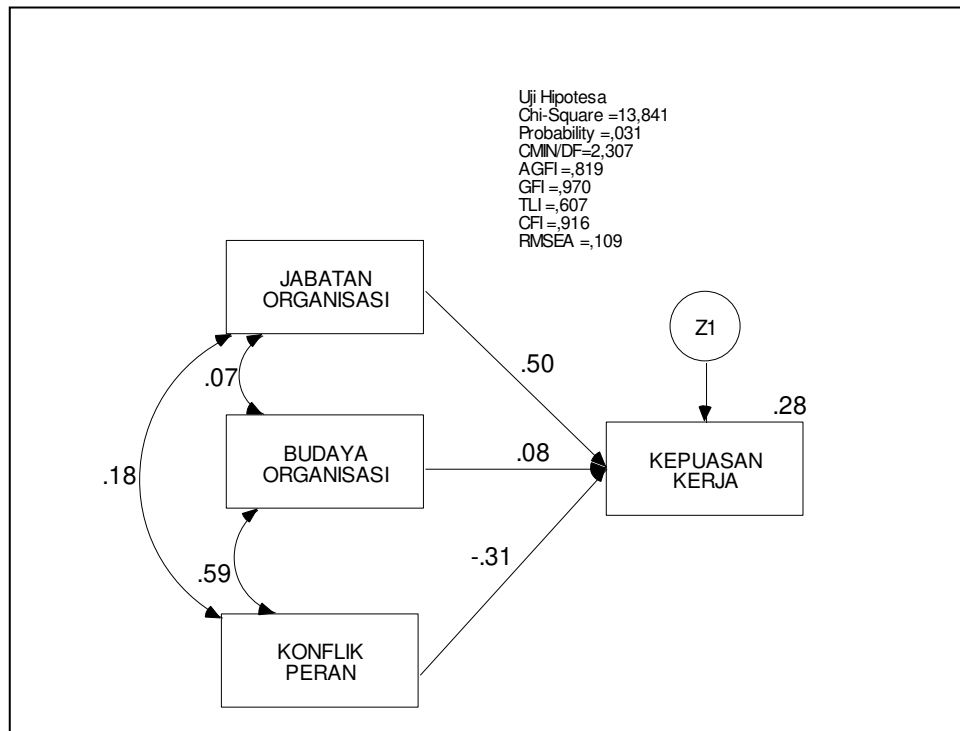 Uji Hipotesa
Chi-Square =13,841
Probability =,031
CMIN/DF=2,307
AGFI =,819
GFI =,970
TLI =,607
CFI =,916
RMSEA =,109
JABATAN
ORGANISASI
Z1
.50
.07
.28
BUDAYA
ORGANISASI
.08
KEPUASAN
KERJA
.18
-.31
.59
KONFLIK
PERAN